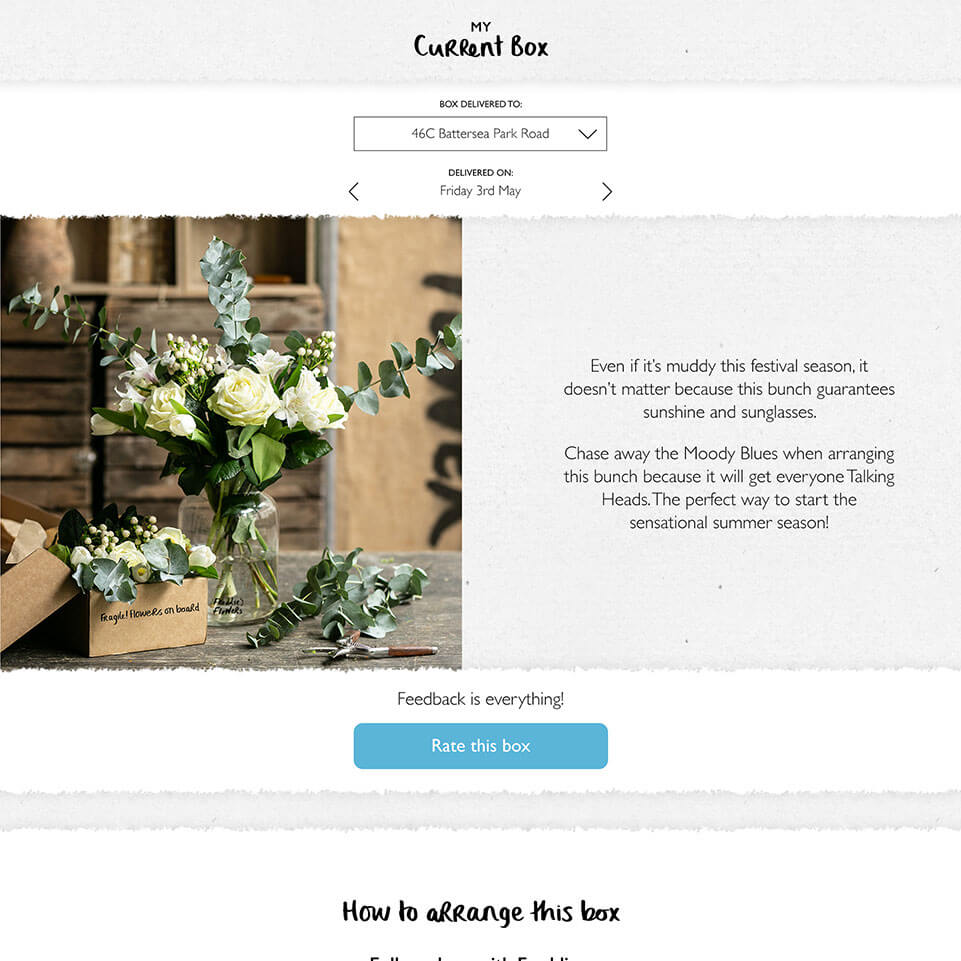 MY
Current Box
BOX DELIVERED TO:
46C Battersea Park Road
DELIVERED ON:
Friday 3rd May
Even if it's muddy this festival season, it
doesn't matter because this bunch guarantees
sunshine and sunglasses.
Chase away the Moody Blues when arranging
this bunch because it will get everyone Talking
Heads. The perfect way to start the
sensational summer season!
Fragile! Flowers on board
Freddie's
Flowers
Feedback is everything!
Rate this box
How to arrange this box